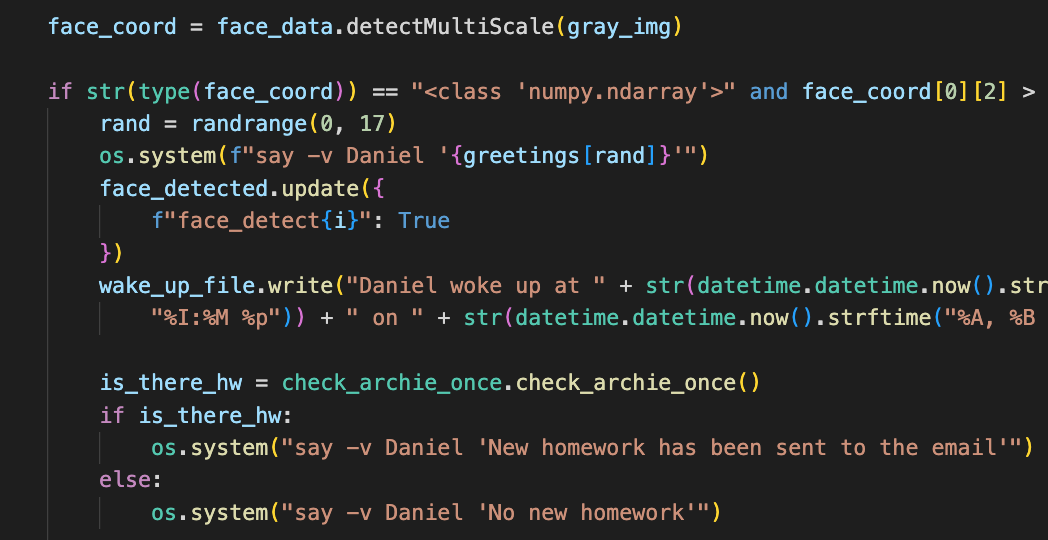 face_coord = face_data.detectMultiScale(gray_img)
if str(type(face_coord)) == "<class 'numpy.ndarray'>" and face_coord[0][2] >
rand = randrange(0, 17)
os.system(f"say -v Daniel '{greetings[rand]}'")
face_detected.update({
f"face_detect{i}": True
})
wake_up_file.write("Daniel woke up at " + str(datetime.datetime.now().str
"%I:%M %p")) + " on " + str(datetime.datetime.now().strftime("%A, %B
is_there_hw = check_archie_once.check_archie_once()
if is_there_hw:
os.system("say -v Daniel 'New homework has been sent to the email'")
else:
os.system("say -v Daniel 'No new homework'")